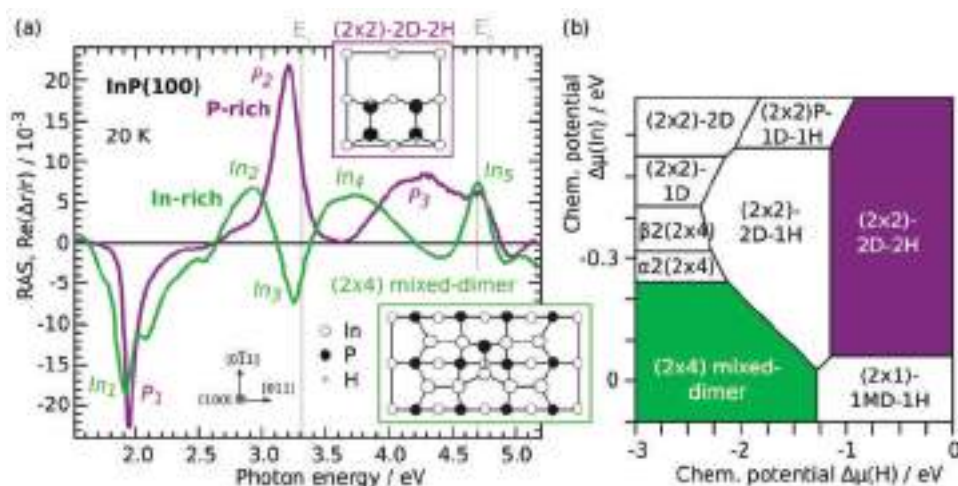 (a)
(2x2)-2D-2H
InP(100)
P-rich
20 K
In-rich
P2
In2
In4
P3
In5
In3
In1
P1
(2x4) mixed-dimer
In
P
H
[011]
(100)
RAS, Re(Δr/r) / 10-3
20
15
10
5
0
-5
-10
-15
-20
2.0
2.5
3.0
3.5
4.0
4.5
5.0
Photon energy / eV
(b)
Chem. potential
Δμ(In) / eV
-0.3
0
(2x2)-2D
(2x2)P-
1D-1H
(2x2)-
1D
β2(2x4)
α2(2x4)
(2x2)-
2D-1H
(2x2)-
2D-2H
(2x4) mixed-
dimer
(2x1)-
1MD-1H
-3
-2
-1
0
Chem. potential Δμ(H) / eV